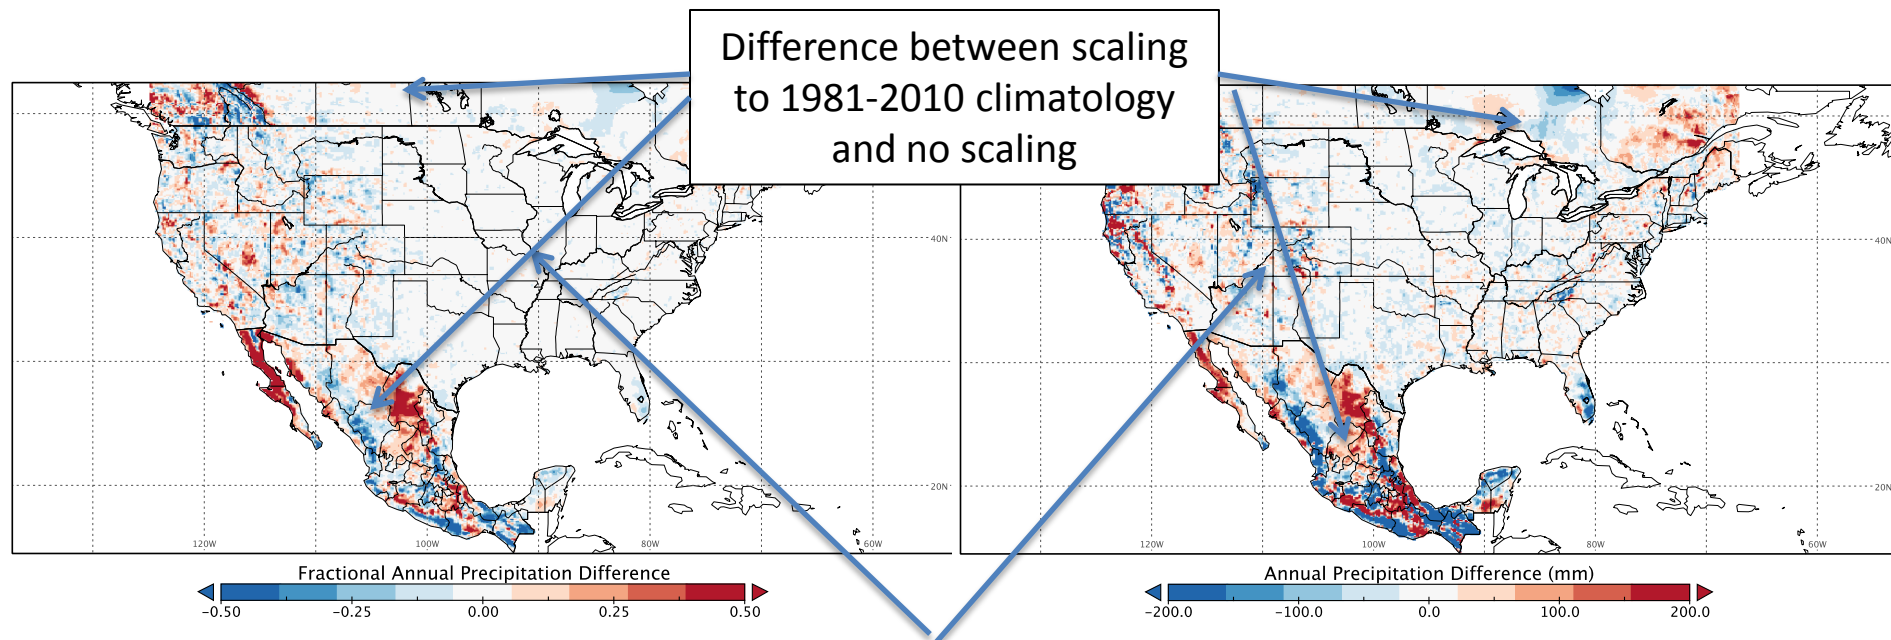 Difference between scaling
to 1981-2010 climatology
and no scaling
40N
20N
120W
100W
80W
60W
Fractional Annual Precipitation Difference
−0.50
−0.25
0.00
0.25
0.50
40N
20N
120W
100W
80W
60W
Annual Precipitation Difference (mm)
−200.0
−100.0
0.0
100.0
200.0